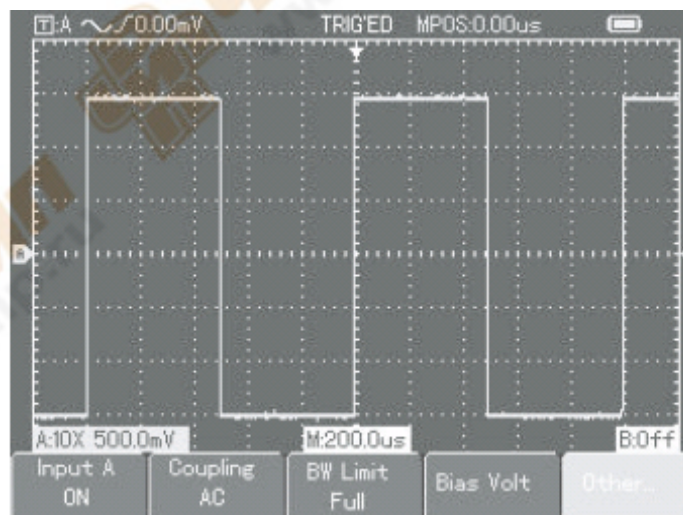 T:A 0.00mV TRIG'ED MPOS:0.00us
A
A:10X 500.0mV M:200.0us B:Off
Input A Coupling BW Limit Bias Volt Other...
ON AC Full